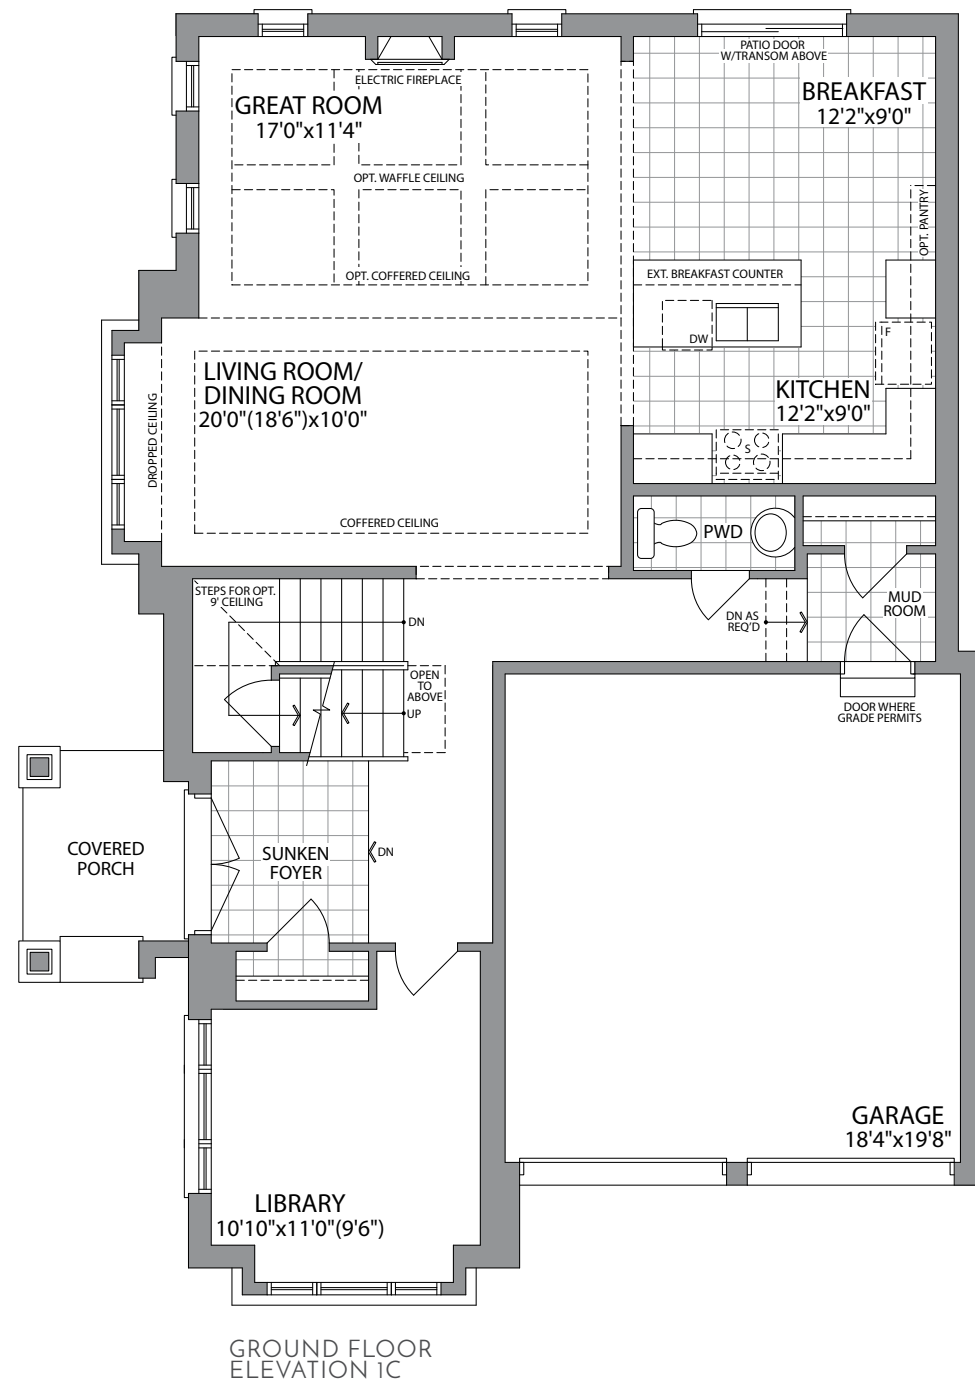 PATIO DOOR
W/TRANSOM ABOVE
ELECTRIC FIREPLACE
GREAT ROOM
17'0"x11'4"
BREAKFAST
12'2"x9'0"
OPT. WAFFLE CEILING
OPT. PANTRY
OPT. COFFERED CEILING
EXT. BREAKFAST COUNTER
DW
F
LIVING ROOM/
DINING ROOM
20'0"(18'6")x10'0"
KITCHEN
12'2"x9'0"
DROPPED CEILING
S
COFFERED CEILING
PWD
STEPS FOR OPT.
9' CEILING
DN
MUD
ROOM
DN AS
REQ'D
OPEN
TO
ABOVE
UP
DOOR WHERE
GRADE PERMITS
COVERED
PORCH
SUNKEN
FOYER
DN
GARAGE
18'4"x19'8"
LIBRARY
10'10"x11'0"(9'6")
GROUND FLOOR
ELEVATION 1C